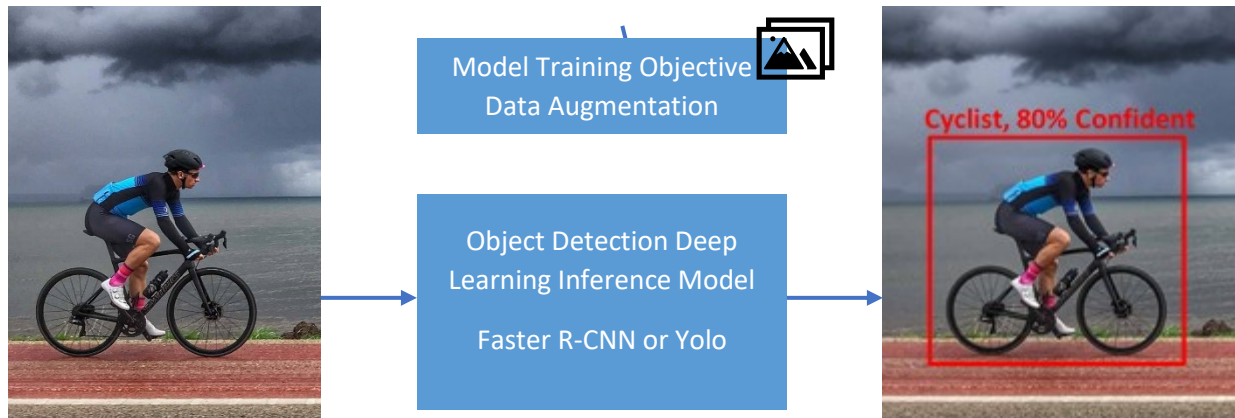 Model Training Objective
Data Augmentation
Cyclist, 80% Confident
Object Detection Deep
Learning Inference Model
Faster R-CNN or Yolo